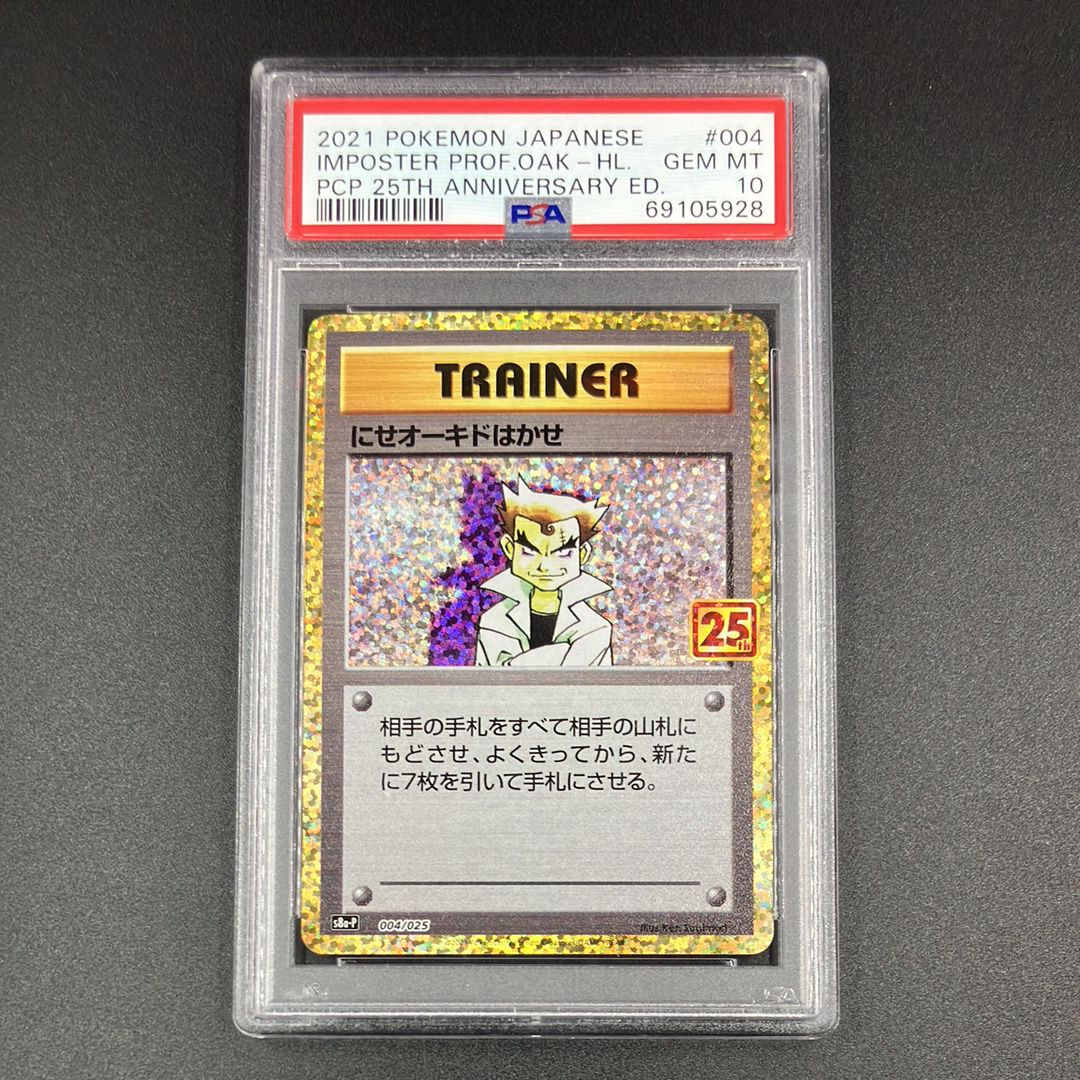 2021 POKEMON JAPANESE #004
IMPOSTER PROF.OAK-HL. GEM MT
PCP 25TH ANNIVERSARY ED. 10
PSA 69105928
TRAINER
にせオーキドはかせ
25th
相手の手札をすべて相手の山札に
もどさせ、よくきってから、新た
に7枚を引いて手札にさせる。
s8a-P 004/025 Illus. Ken Sugimori